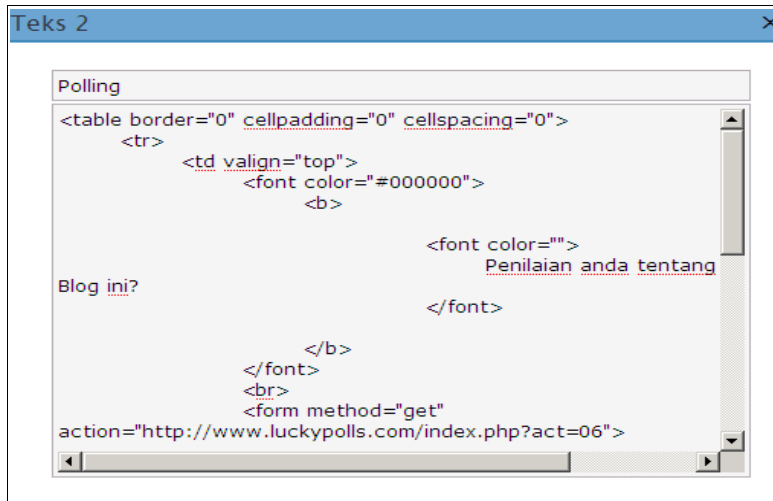 Teks 2
Polling
<table border="0" cellpadding="0" cellspacing="0">
<tr>
<td valign="top">
<font color="#000000">
<b>
<font color="">
Penilaian anda tentang
Blog ini?
</font>
</b>
</font>
<br>
<form method="get"
action="http://www.luckypolls.com/index.php?act=06">